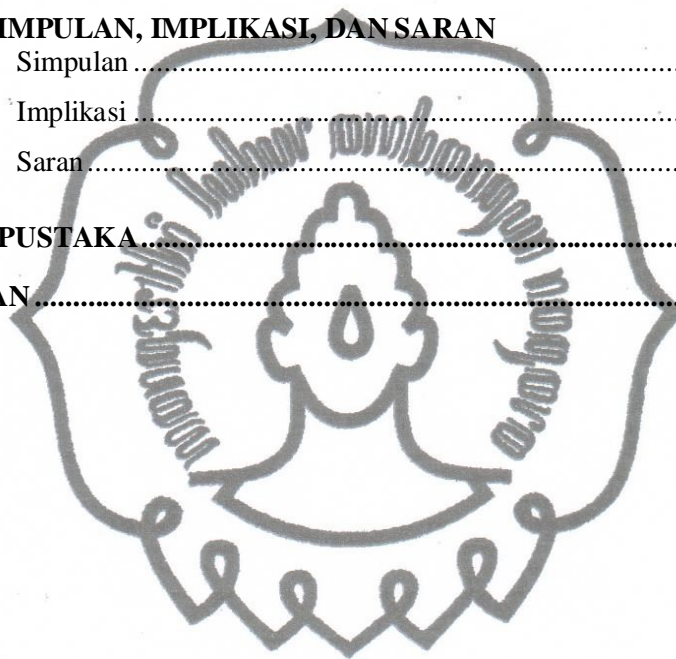 IMPULAN, IMPLIKASI, DAN SARAN
Simpulan ........................................................................
Implikasi ........................................................................
Saran ..............................................................................
PUSTAKA ........................................................................
AN ....................................................................................